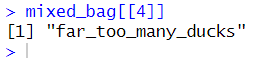 > mixed_bag[[4]]
[1] "far_too_many_ducks"
>